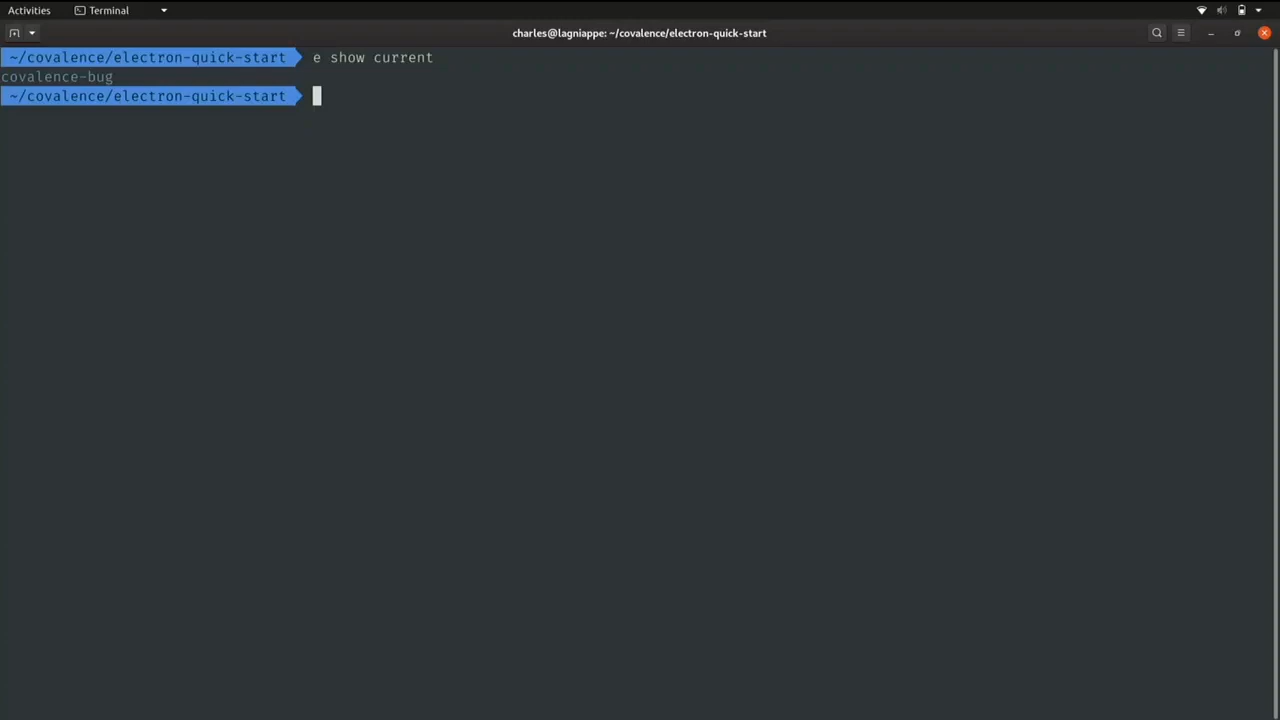 Activities
Terminal
charles@lagniappe: ~/covalence/electron-quick-start
~/covalence/electron-quick-start e show current
covalence-bug
~/covalence/electron-quick-start